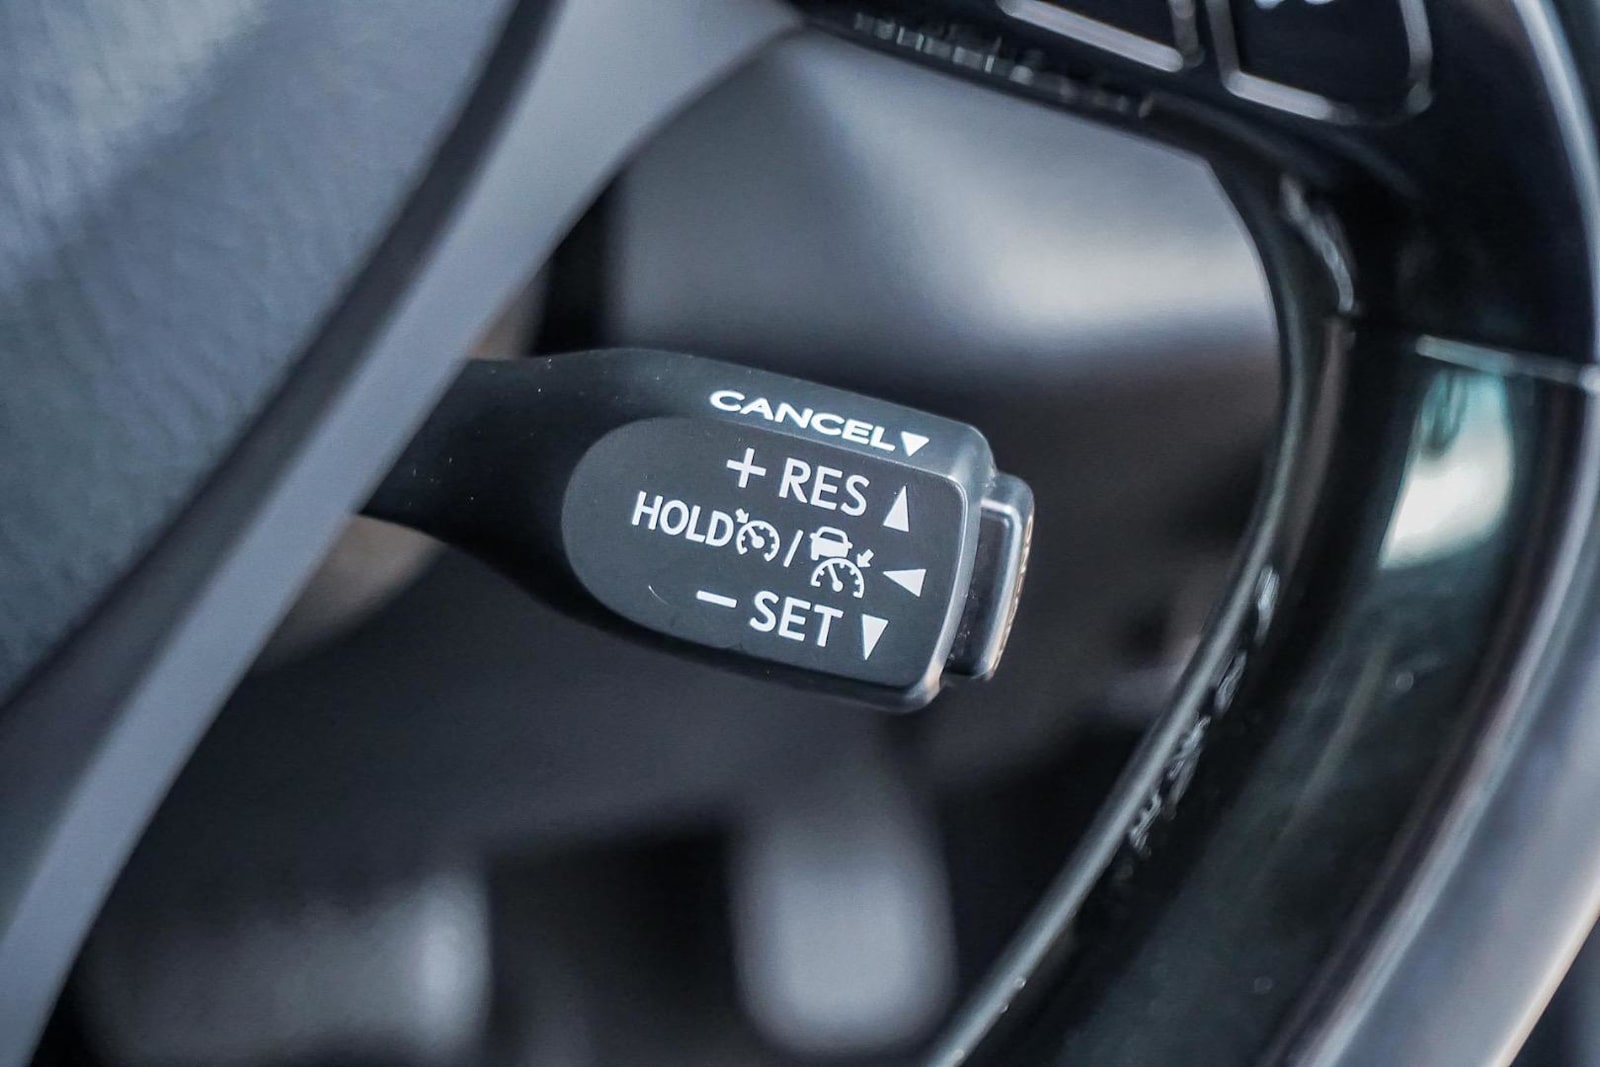 CANCEL▼
+ RES ▲
HOLD / ◀
− SET ▼